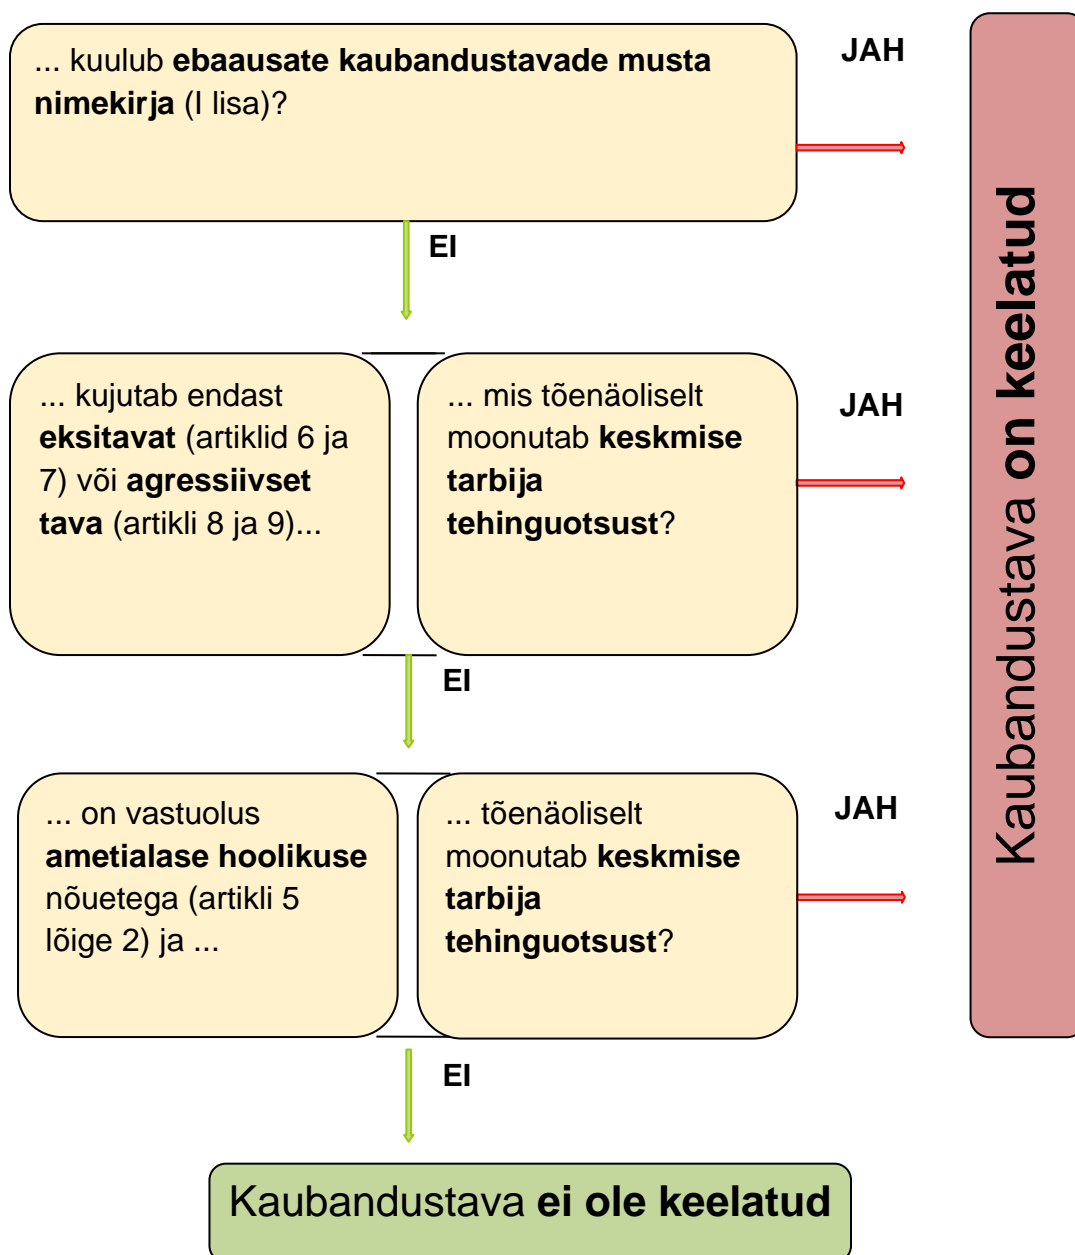 ... kuulub ebaausate kaubandustavade musta
nimekirja (I lisa)?
JAH
EI
... kujutab endast
eksitavat (artiklid 6 ja
7) või agressiivset
tava (artikli 8 ja 9)...
... mis tõenäoliselt
moonutab keskmise
tarbija
tehinguotsust?
JAH
EI
... on vastuolus
ametialase hoolikuse
nõuetega (artikli 5
lõige 2) ja ...
... tõenäoliselt
moonutab keskmise
tarbija
tehinguotsust?
JAH
EI
Kaubandustava ei ole keelatud
Kaubandustava on keelatud